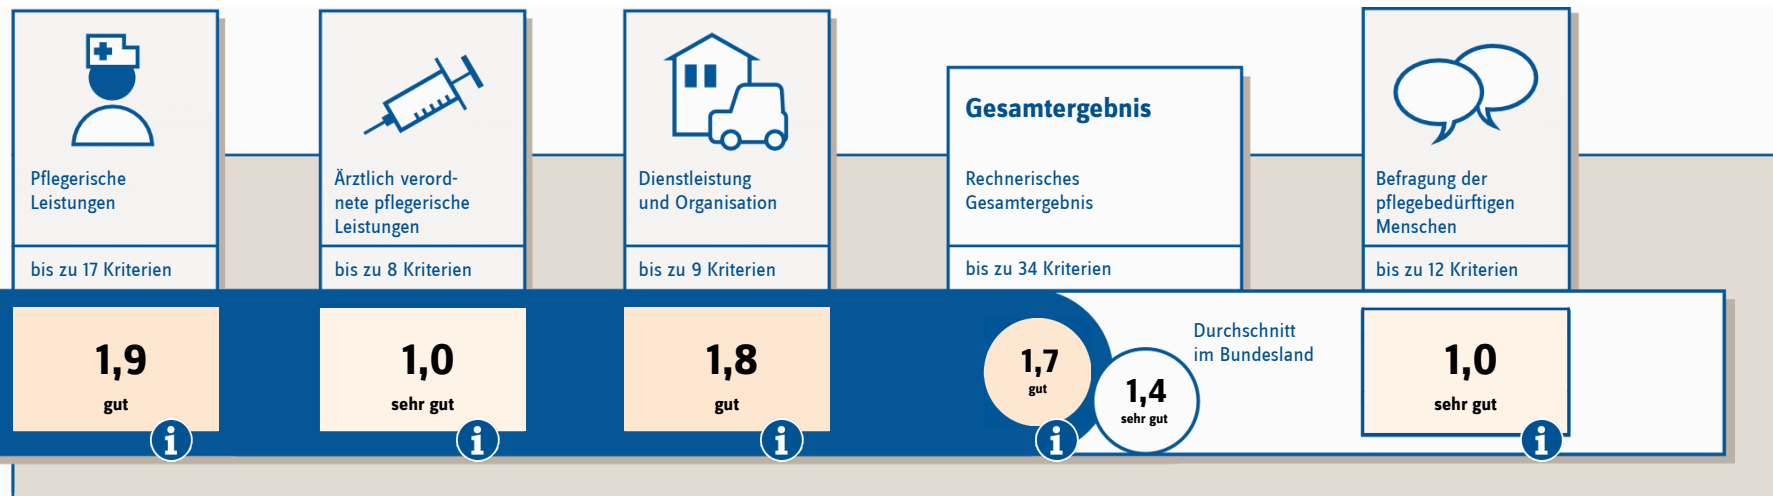 Pflegerische
Leistungen
bis zu 17 Kriterien
1,9
gut
i
Ärztlich verord-
nete pflegerische
Leistungen
bis zu 8 Kriterien
1,0
sehr gut
i
Dienstleistung
und Organisation
bis zu 9 Kriterien
1,8
gut
i
Gesamtergebnis
Rechnerisches
Gesamtergebnis
bis zu 34 Kriterien
1,7
gut
i
1,4
sehr gut
Durchschnitt
im Bundesland
Befragung der
pflegebedürftigen
Menschen
bis zu 12 Kriterien
1,0
sehr gut
i